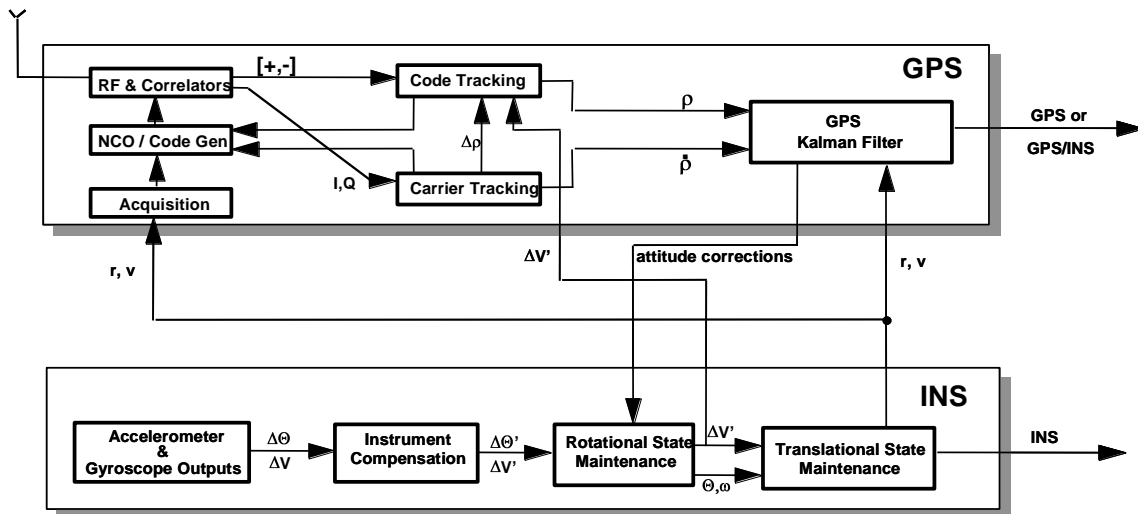 GPS
[+,-]
RF & Correlators
Code Tracking
ρ
GPS
Kalman Filter
GPS or
GPS/INS
NCO / Code Gen
Δρ
ρ̇
I,Q
Carrier Tracking
Acquisition
r, v
ΔV’
attitude corrections
r, v
INS
Accelerometer
&
Gyroscope Outputs
ΔΘ
ΔV
Instrument
Compensation
ΔΘ’
ΔV’
Rotational State
Maintenance
ΔV’
Θ,ω
Translational State
Maintenance
INS